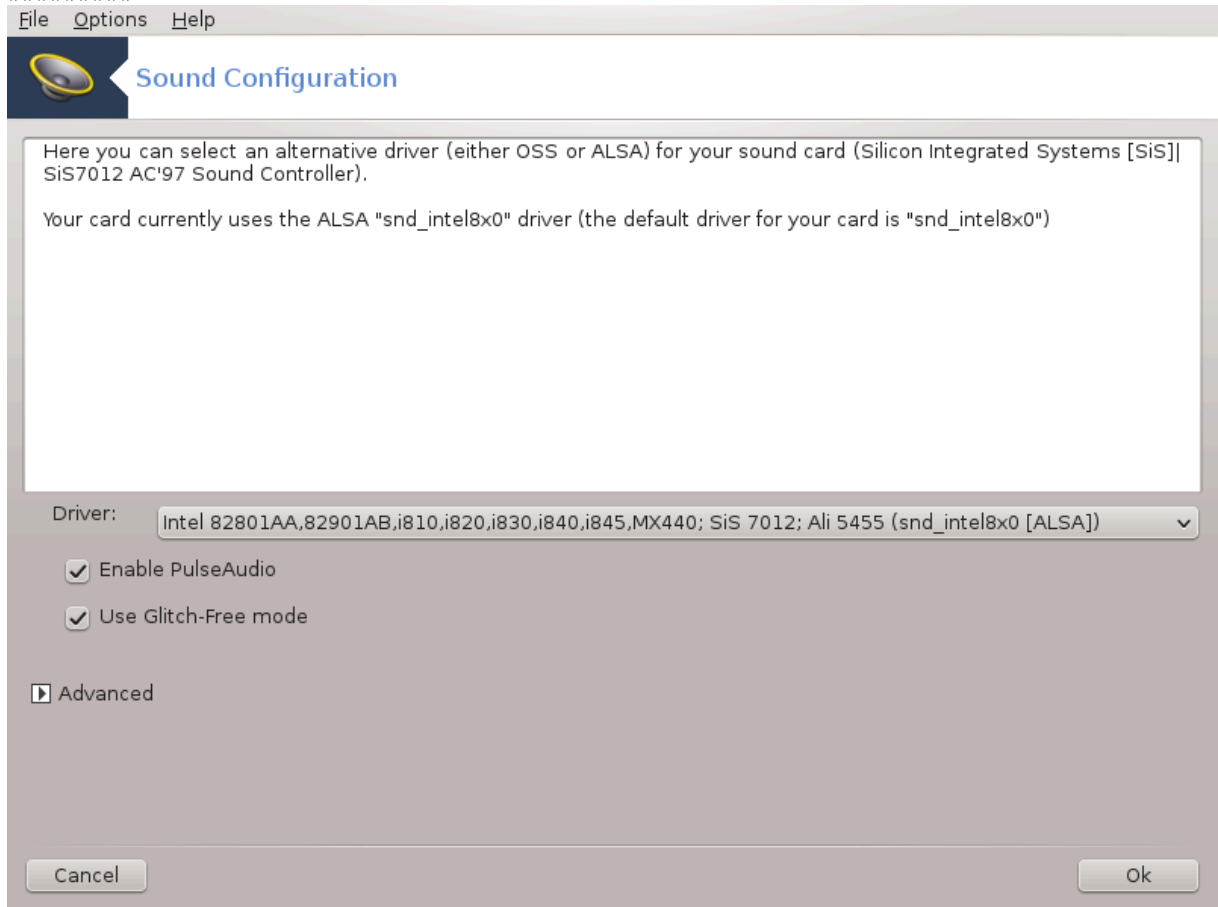 File Options Help
Sound Configuration
Here you can select an alternative driver (either OSS or ALSA) for your sound card (Silicon Integrated Systems [SiS]|
SiS7012 AC'97 Sound Controller).
Your card currently uses the ALSA "snd_intel8x0" driver (the default driver for your card is "snd_intel8x0")
Driver: Intel 82801AA,82901AB,i810,i820,i830,i840,i845,MX440; SiS 7012; Ali 5455 (snd_intel8x0 [ALSA])
Enable PulseAudio
Use Glitch-Free mode
Advanced
Cancel Ok